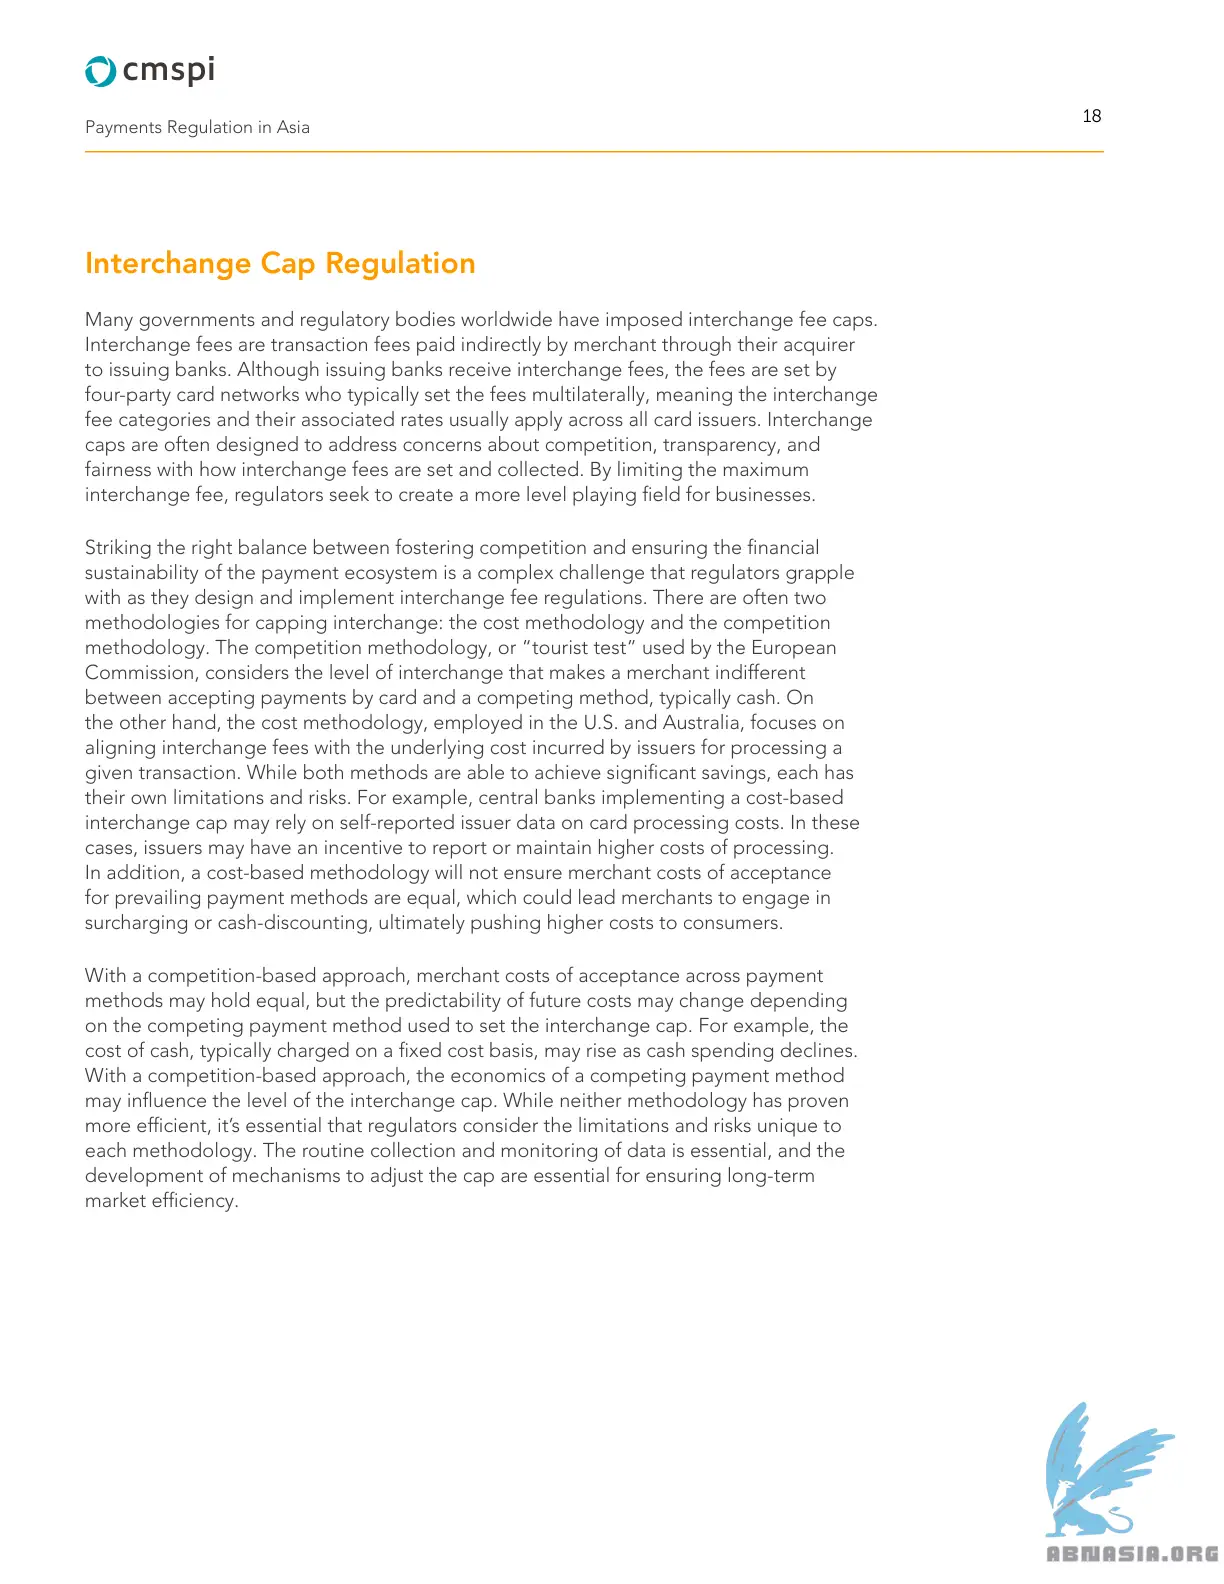 cmspi
Payments Regulation in Asia
18
Interchange Cap Regulation
Many governments and regulatory bodies worldwide have imposed interchange fee caps.
Interchange fees are transaction fees paid indirectly by merchant through their acquirer
to issuing banks. Although issuing banks receive interchange fees, the fees are set by
four-party card networks who typically set the fees multilaterally, meaning the interchange
fee categories and their associated rates usually apply across all card issuers. Interchange
caps are often designed to address concerns about competition, transparency, and
fairness with how interchange fees are set and collected. By limiting the maximum
interchange fee, regulators seek to create a more level playing field for businesses.
Striking the right balance between fostering competition and ensuring the financial
sustainability of the payment ecosystem is a complex challenge that regulators grapple
with as they design and implement interchange fee regulations. There are often two
methodologies for capping interchange: the cost methodology and the competition
methodology. The competition methodology, or “tourist test” used by the European
Commission, considers the level of interchange that makes a merchant indifferent
between accepting payments by card and a competing method, typically cash. On
the other hand, the cost methodology, employed in the U.S. and Australia, focuses on
aligning interchange fees with the underlying cost incurred by issuers for processing a
given transaction. While both methods are able to achieve significant savings, each has
their own limitations and risks. For example, central banks implementing a cost-based
interchange cap may rely on self-reported issuer data on card processing costs. In these
cases, issuers may have an incentive to report or maintain higher costs of processing.
In addition, a cost-based methodology will not ensure merchant costs of acceptance
for prevailing payment methods are equal, which could lead merchants to engage in
surcharging or cash-discounting, ultimately pushing higher costs to consumers.
With a competition-based approach, merchant costs of acceptance across payment
methods may hold equal, but the predictability of future costs may change depending
on the competing payment method used to set the interchange cap. For example, the
cost of cash, typically charged on a fixed cost basis, may rise as cash spending declines.
With a competition-based approach, the economics of a competing payment method
may influence the level of the interchange cap. While neither methodology has proven
more efficient, it’s essential that regulators consider the limitations and risks unique to
each methodology. The routine collection and monitoring of data is essential, and the
development of mechanisms to adjust the cap are essential for ensuring long-term
market efficiency.
ABNASIA.ORG